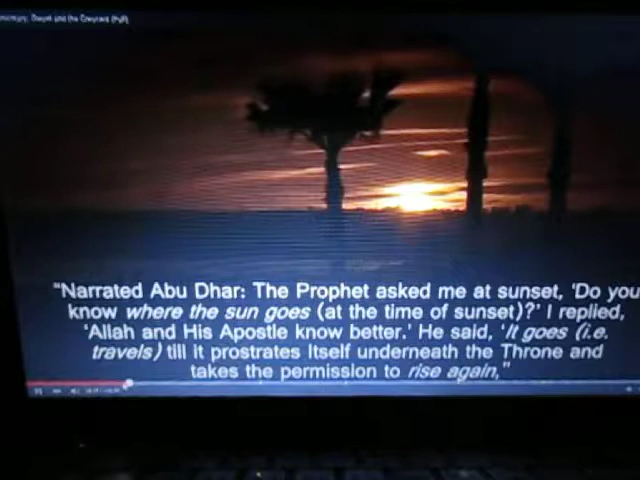 "Narrated Abu Dhar: The Prophet asked me at sunset, 'Do you
know where the sun goes (at the time of sunset)?' I replied,
'Allah and His Apostle know better.' He said, 'It goes (i.e.
travels) till it prostrates Itself underneath the Throne and
takes the permission to rise again,"